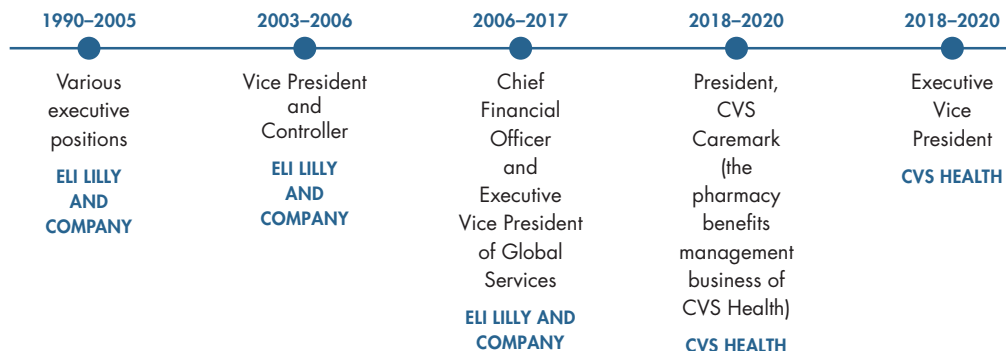 1990–2005
Various
executive
positions
ELI LILLY
AND
COMPANY
2003–2006
Vice President
and
Controller
ELI LILLY
AND
COMPANY
2006–2017
Chief
Financial
Officer
and
Executive
Vice President
of Global
Services
ELI LILLY AND
COMPANY
2018–2020
President,
CVS
Caremark
(the
pharmacy
benefits
management
business of
CVS Health)
CVS HEALTH
2018–2020
Executive
Vice
President
CVS HEALTH